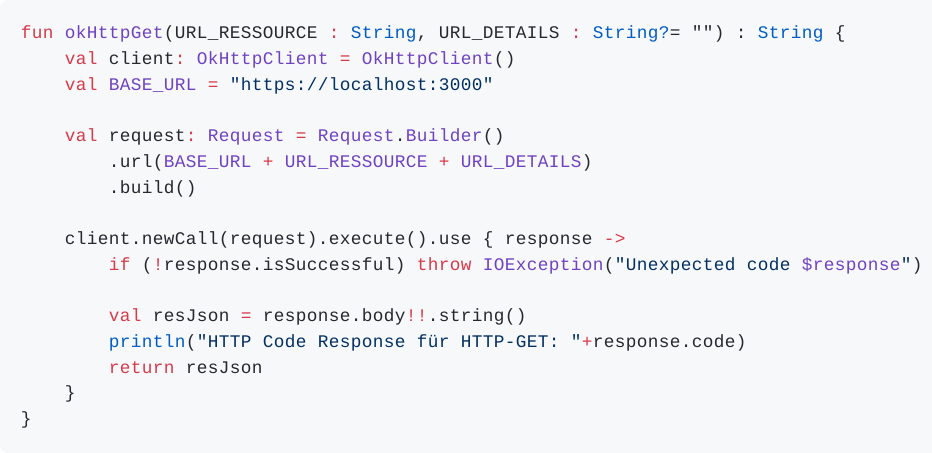 fun okHttpGet(URL_RESSOURCE : String, URL_DETAILS : String?= "") : String {
    val client: OkHttpClient = OkHttpClient()
    val BASE_URL = "https://localhost:3000"

    val request: Request = Request.Builder()
        .url(BASE_URL + URL_RESSOURCE + URL_DETAILS)
        .build()

    client.newCall(request).execute().use { response ->
        if (!response.isSuccessful) throw IOException("Unexpected code $response")

        val resJson = response.body!!.string()
        println("HTTP Code Response für HTTP-GET: "+response.code)
        return resJson
    }
}